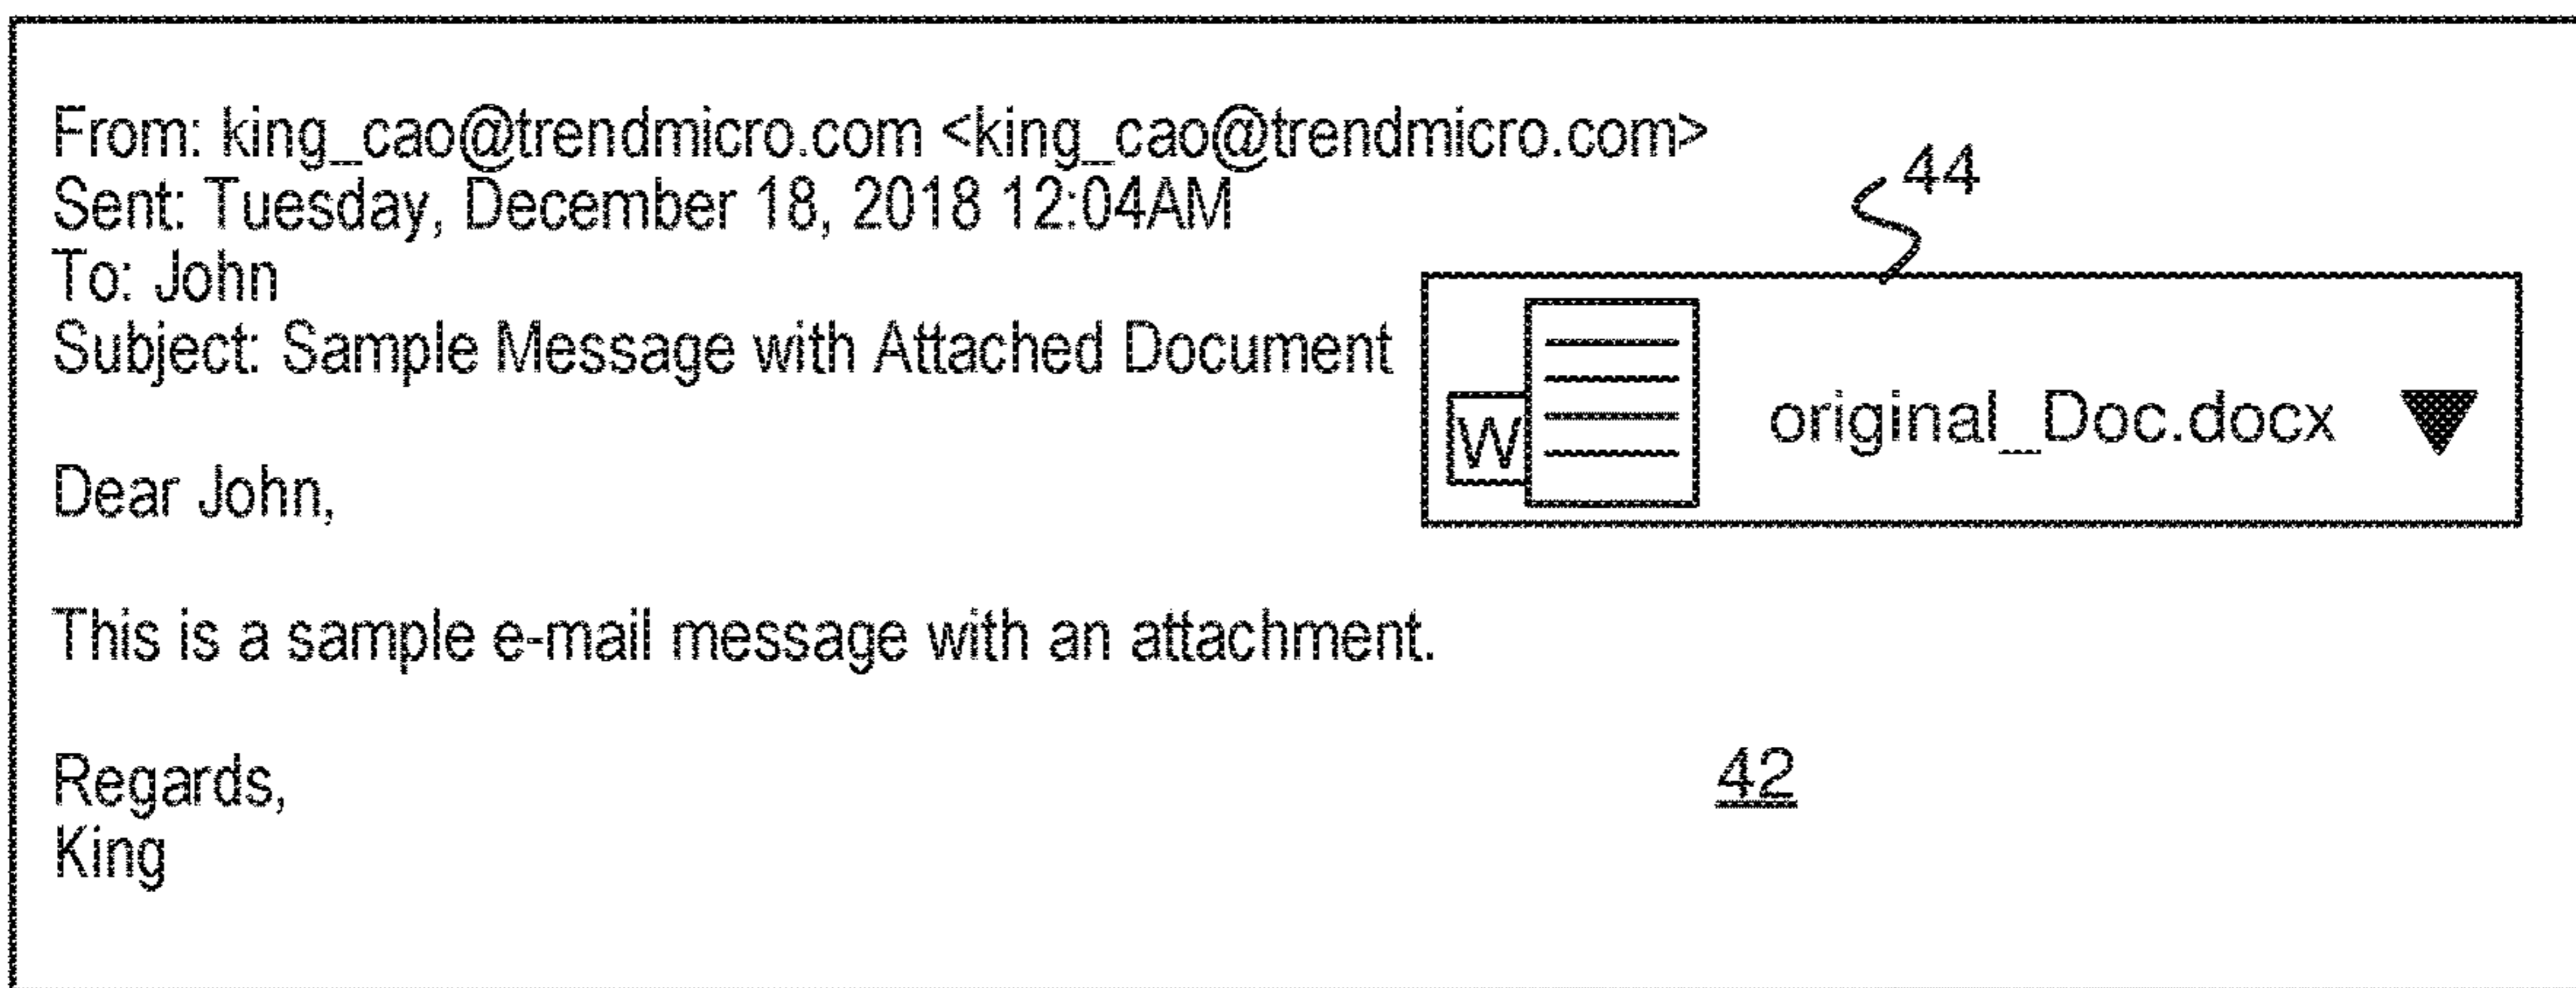 From: king_cao@trendmicro.com <king_cao@trendmicro.com>
44
Sent: Tuesday, December 18, 2018 12:04AM
To: John
Subject: Sample Message with Attached Document
W
original_Doc.docx
Dear John,
This is a sample e-mail message with an attachment.
Regards,
42
King